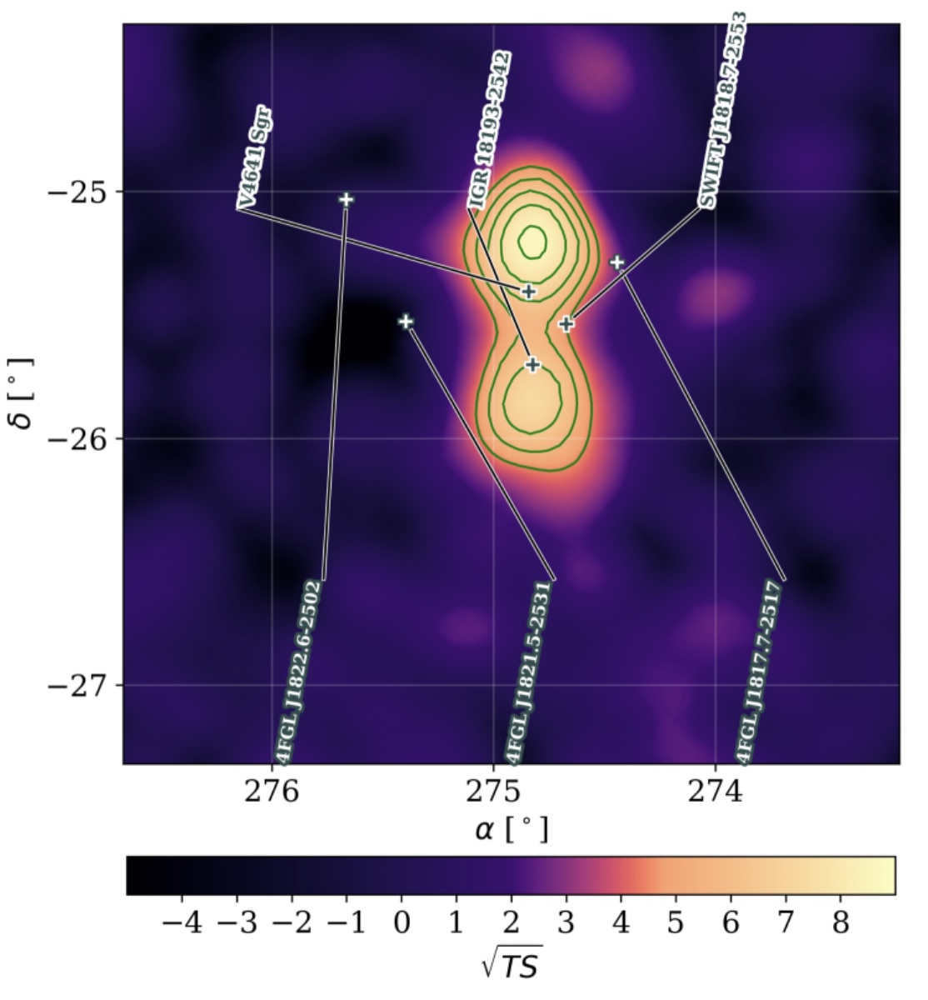 SWIFT J1818.7-2553
IGR 18193-2542
V4641 Sgr
−25
−26
−27
δ [°]
4FGL J1822.6-2502
4FGL J1821.5-2531
4FGL J1817.7-2517
276 275 274
α [°]
−4 −3 −2 −1 0 1 2 3 4 5 6 7 8
√TS